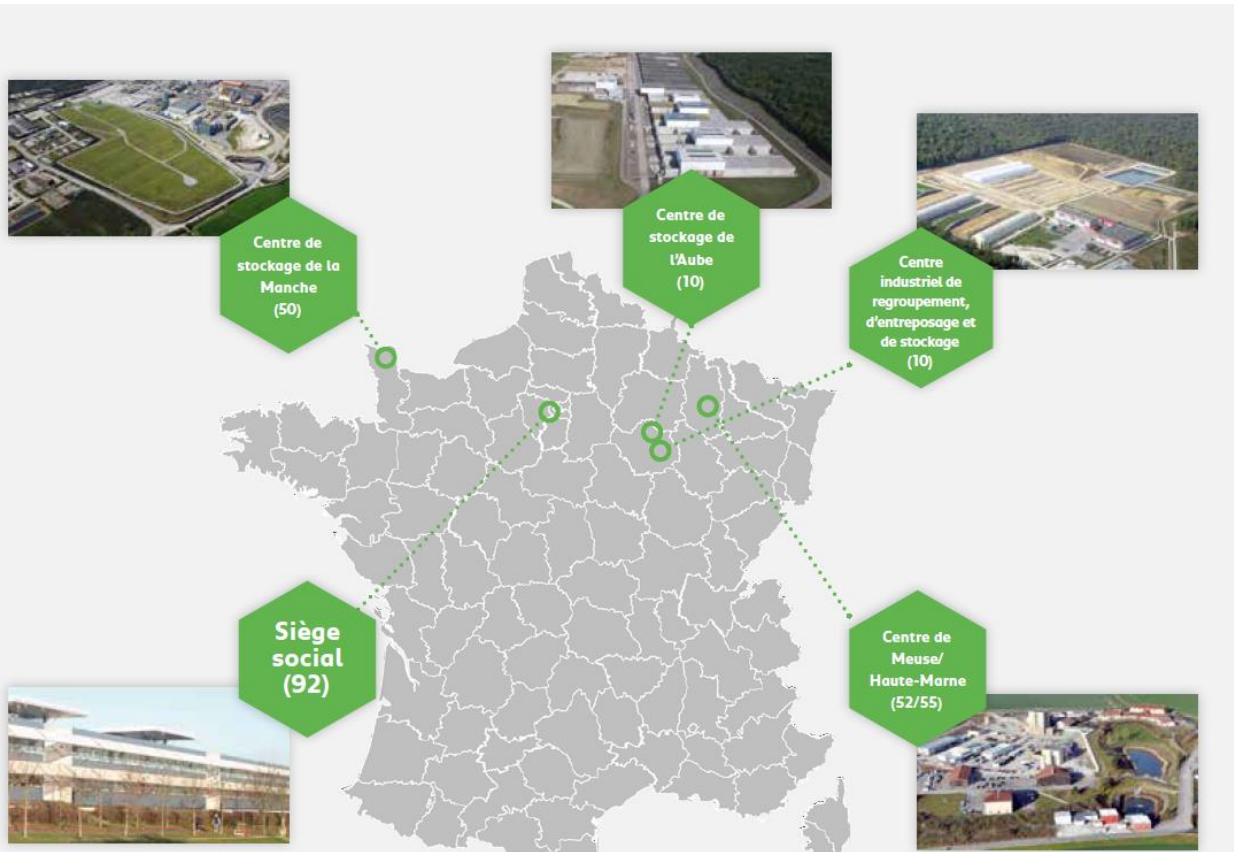 Centre de
stockage de la
Manche
(50)
Centre de
stockage de
l'Aube
(10)
Centre
industriel de
regroupement,
d'entreposage et
de stockage
(10)
Siège
social
(92)
Centre de
Meuse/
Haute-Marne
(52/55)